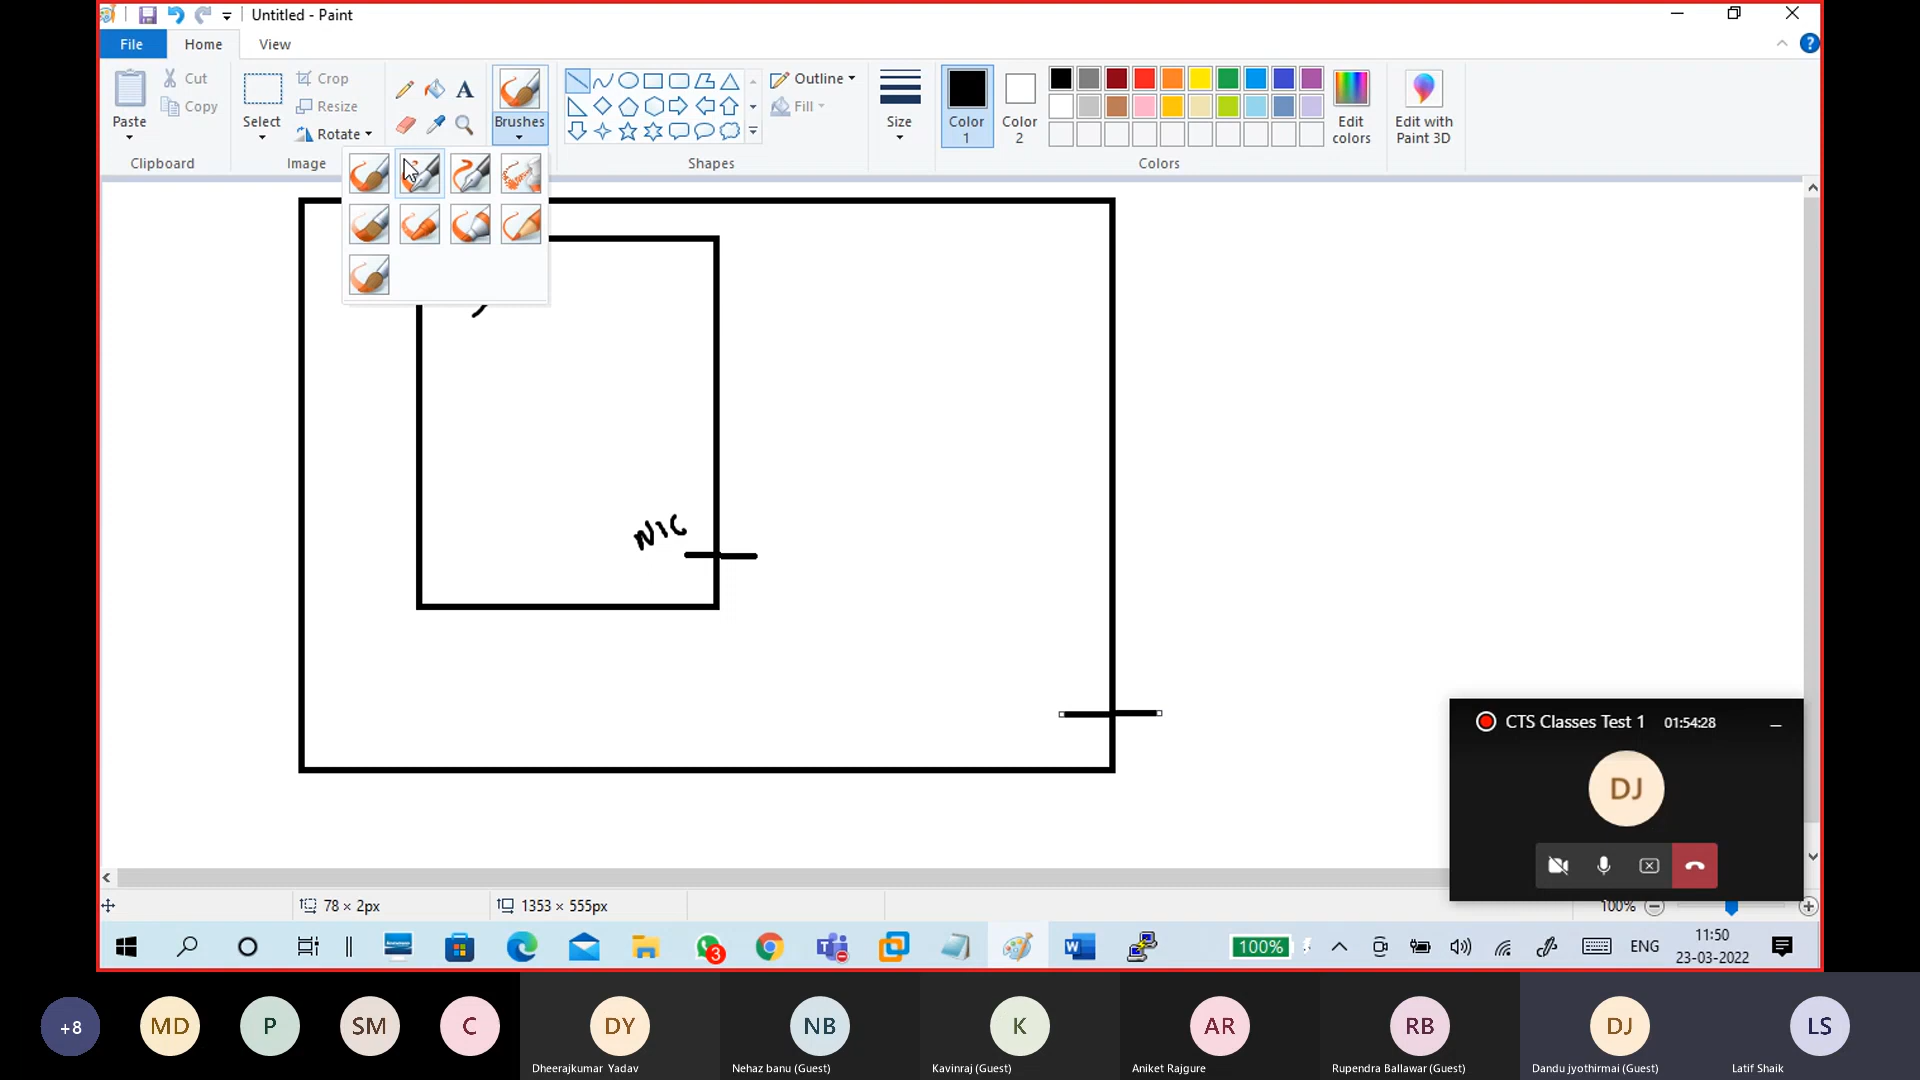 Untitled - Paint
File Home View
Paste
Cut
Copy
Clipboard
Select
Crop
Resize
Rotate
Image
A
Brushes
Outline
Fill
Shapes
Size
Color 1
Color 2
Edit colors
Colors
Edit with Paint 3D
NIC
CTS Classes Test 1 01:54:28
DJ
78 × 2px 1353 × 555px 100%
3 100% ENG 11:50
23-03-2022
+8 MD P SM C DY NB K AR RB DJ LS
Dheerajkumar Yadav Nehaz banu (Guest) Kavinraj (Guest) Aniket Rajgure Rupendra Ballawar (Guest) Dandu jyothirmai (Guest) Latif Shaik